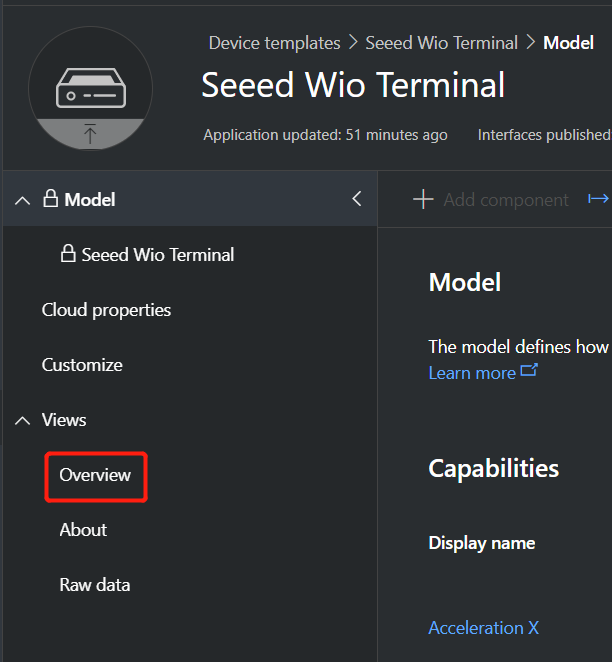 Device templates > Seeed Wio Terminal > Model
Seeed Wio Terminal
Application updated: 51 minutes ago Interfaces published
Model
Add component
Seeed Wio Terminal
Cloud properties
Customize
Views
Overview
About
Raw data
Model
The model defines how
Learn more
Capabilities
Display name
Acceleration X